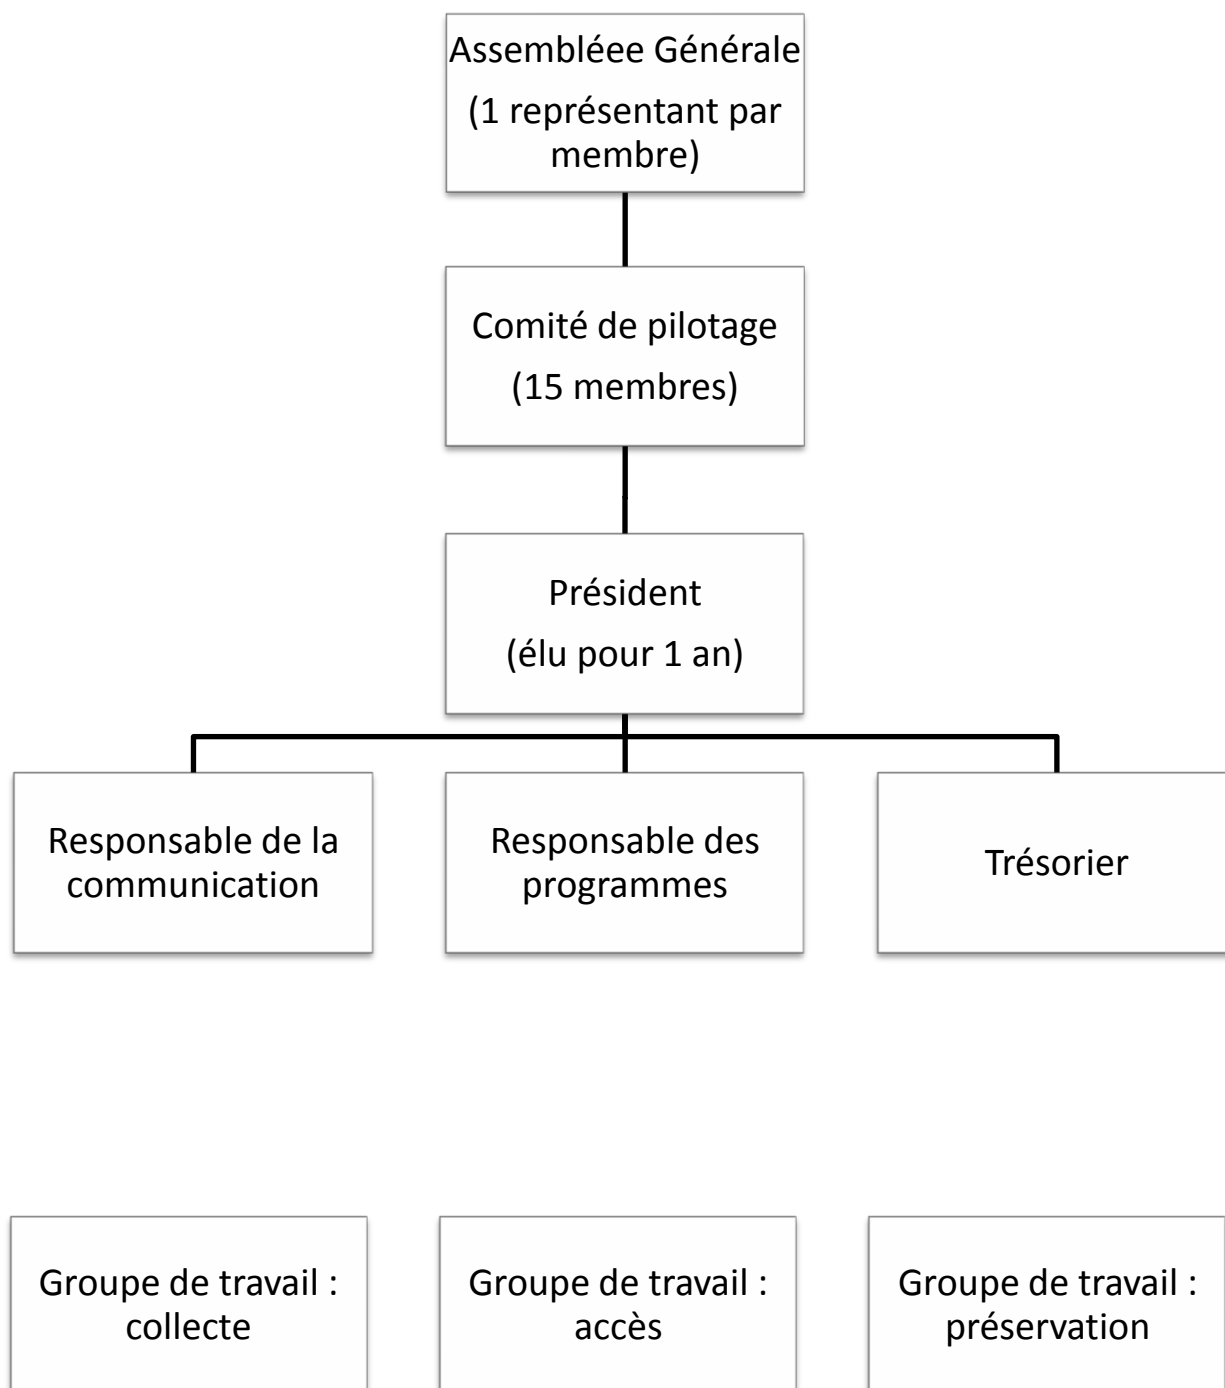 Assembléee Générale
(1 représentant par
membre)
Comité de pilotage
(15 membres)
Président
(élu pour 1 an)
Responsable de la
communication
Responsable des
programmes
Trésorier
Groupe de travail :
collecte
Groupe de travail :
accès
Groupe de travail :
préservation